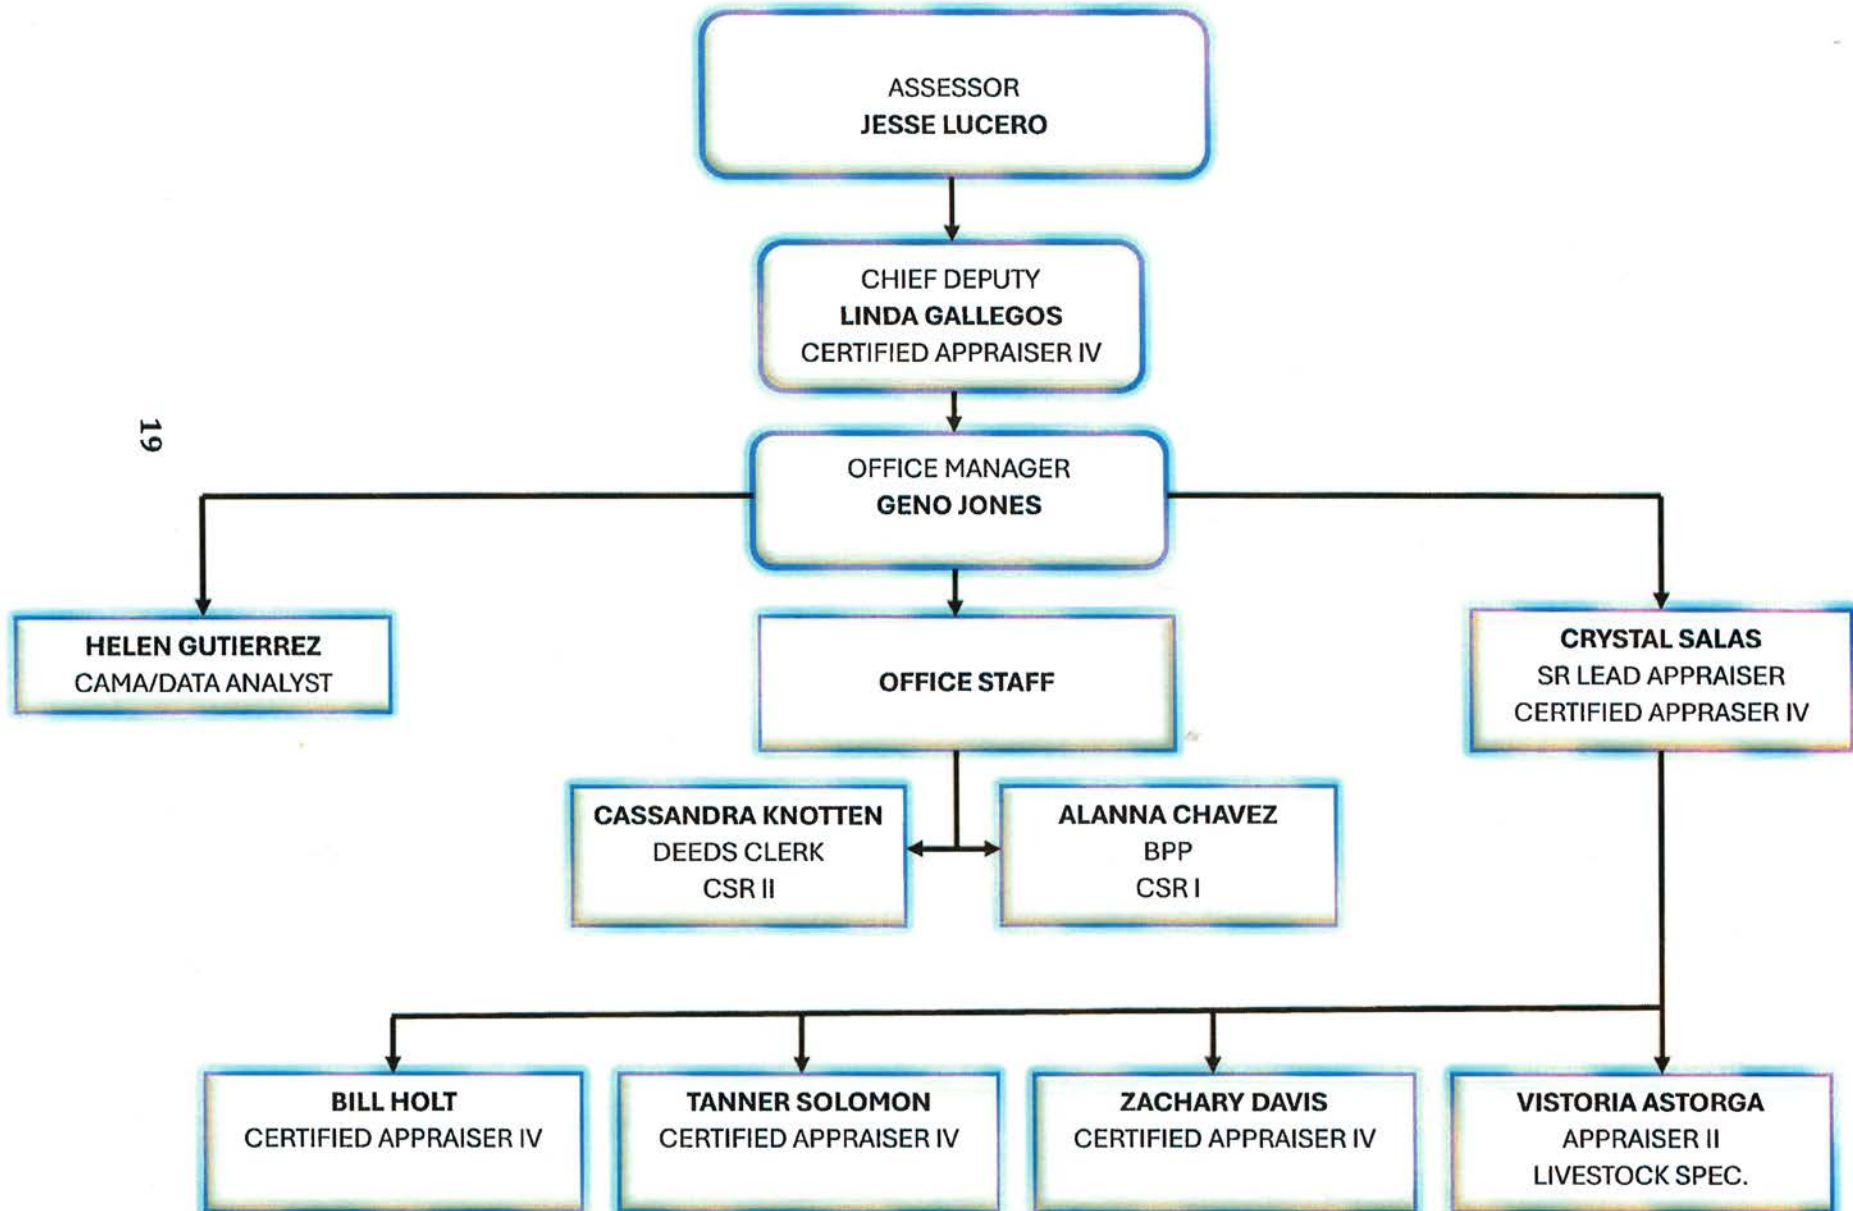 ASSESSOR
JESSE LUCERO
CHIEF DEPUTY
LINDA GALLEGOS
CERTIFIED APPRAISER IV
19
OFFICE MANAGER
GENO JONES
HELEN GUTIERREZ
CAMA/DATA ANALYST
OFFICE STAFF
CRYSTAL SALAS
SR LEAD APPRAISER
CERTIFIED APPRASER IV
CASSANDRA KNOTTEN
DEEDS CLERK
CSR II
ALANNA CHAVEZ
BPP
CSR I
BILL HOLT
CERTIFIED APPRAISER IV
TANNER SOLOMON
CERTIFIED APPRAISER IV
ZACHARY DAVIS
CERTIFIED APPRAISER IV
VISTORIA ASTORGA
APPRAISER II
LIVESTOCK SPEC.